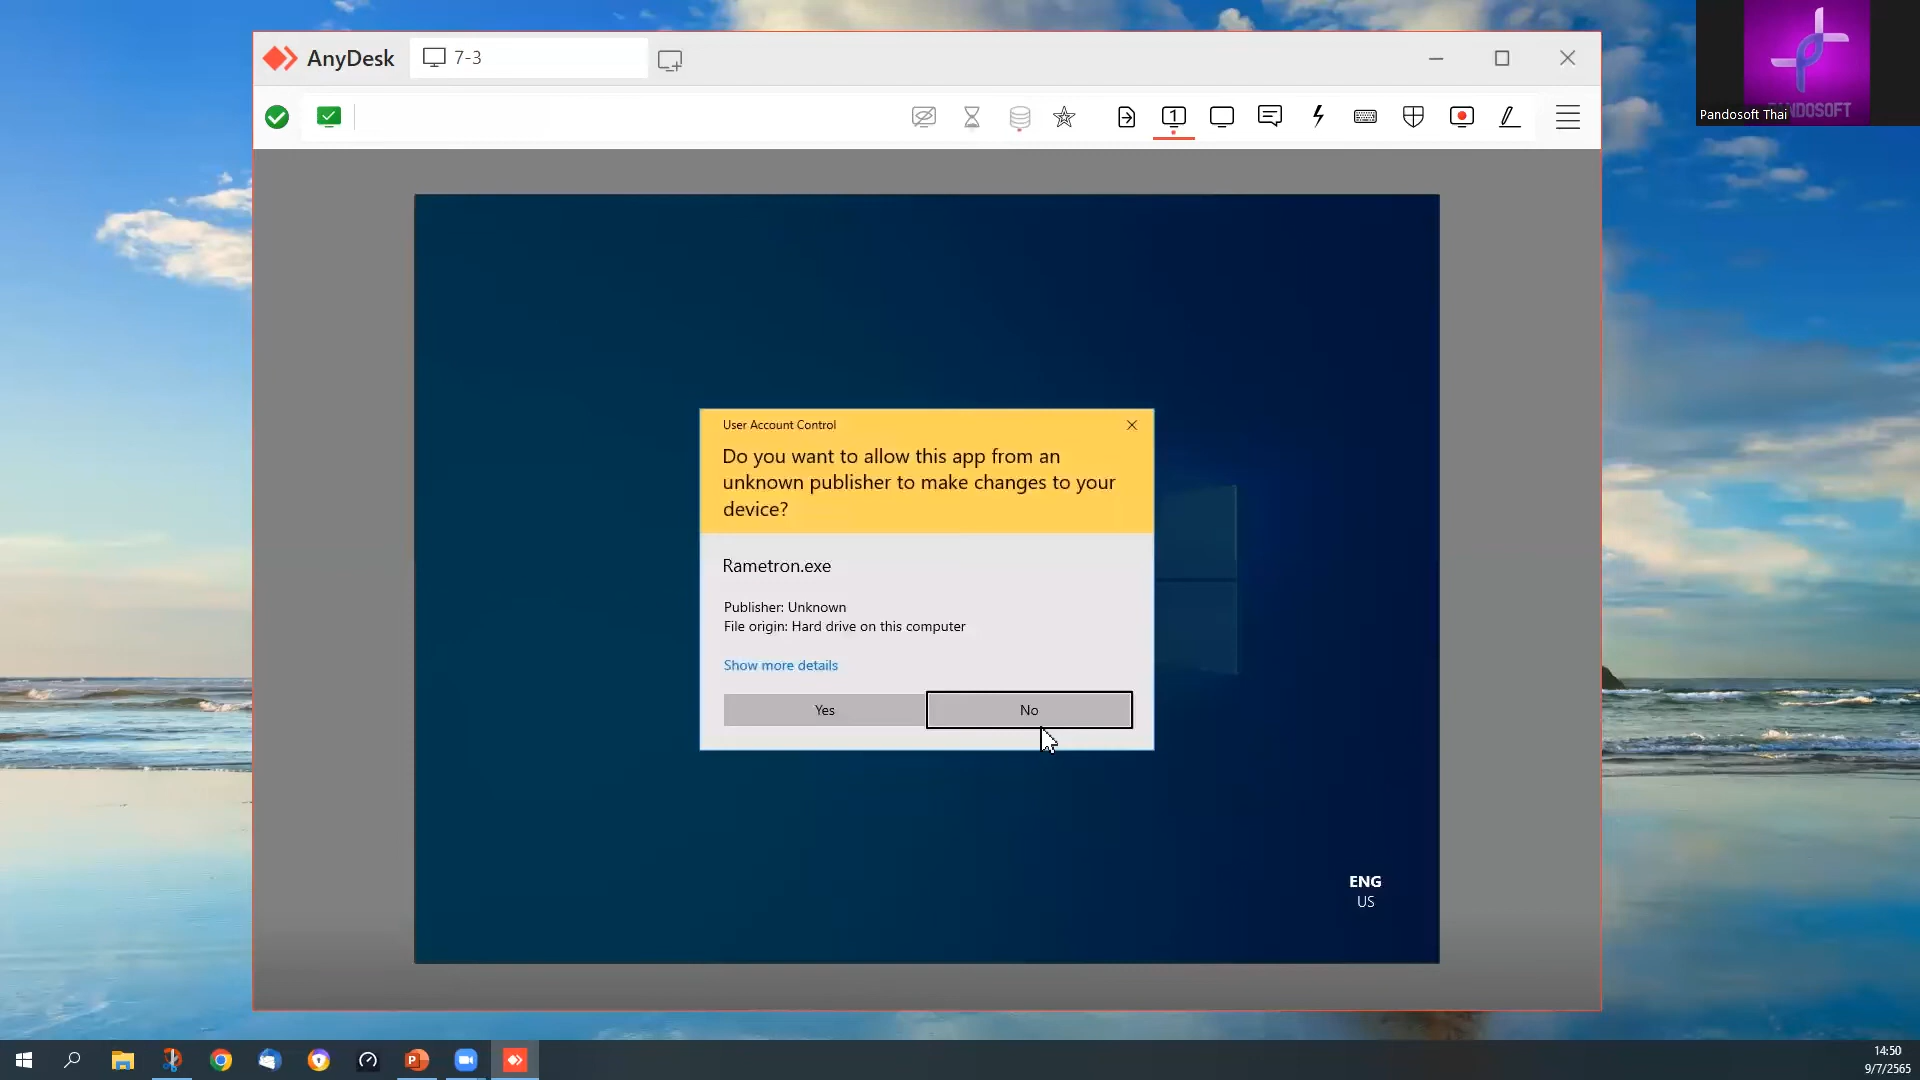 AnyDesk
7-3
1
PANDOSOFT
Pandosoft Thai
User Account Control
Do you want to allow this app from an
unknown publisher to make changes to your
device?
Rametron.exe
Publisher: Unknown
File origin: Hard drive on this computer
Show more details
Yes
No
ENG
US
14:50
9/7/2565